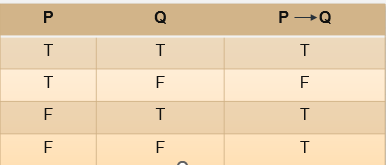 P Q P → Q
T T T
T F F
F T T
F F T